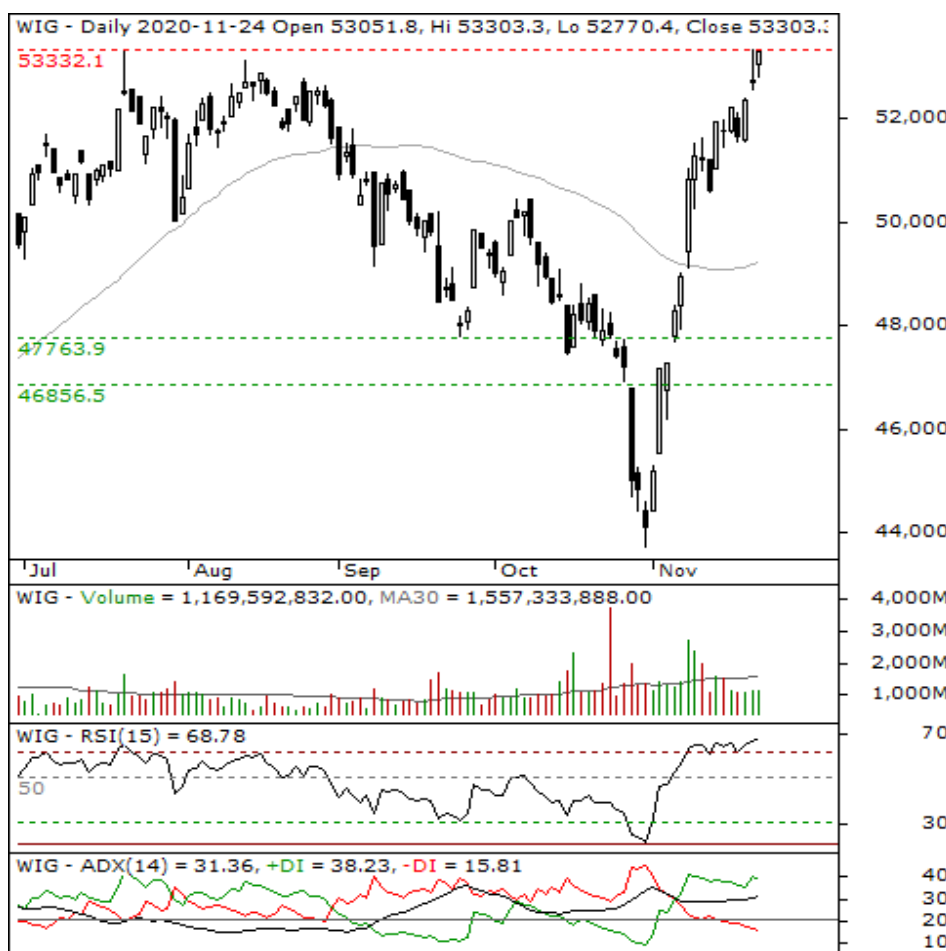 WIG - Daily 2020-11-24 Open 53051.8, Hi 53303.3, Lo 52770.4, Close 53303.3
53332.1
52,000
50,000
48,000
47763.9
46856.5
46,000
44,000
Jul Aug Sep Oct Nov
WIG - Volume = 1,169,592,832.00, MA30 = 1,557,333,888.00
4,000M
3,000M
2,000M
1,000M
WIG - RSI(15) = 68.78
70
50
30
WIG - ADX(14) = 31.36, +DI = 38.23, -DI = 15.81
40
30
20
10